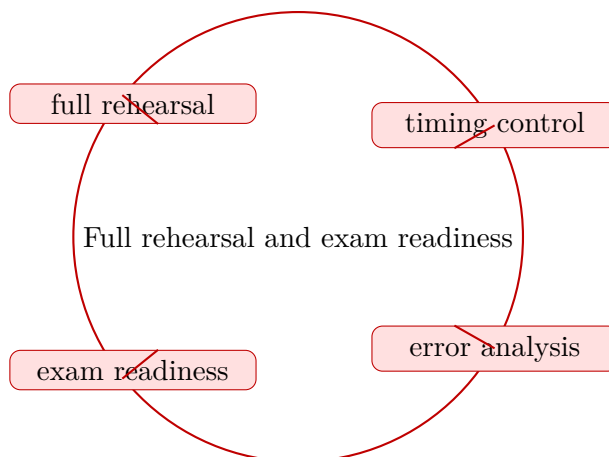 full rehearsal
timing control
Full rehearsal and exam readiness
error analysis
exam readiness